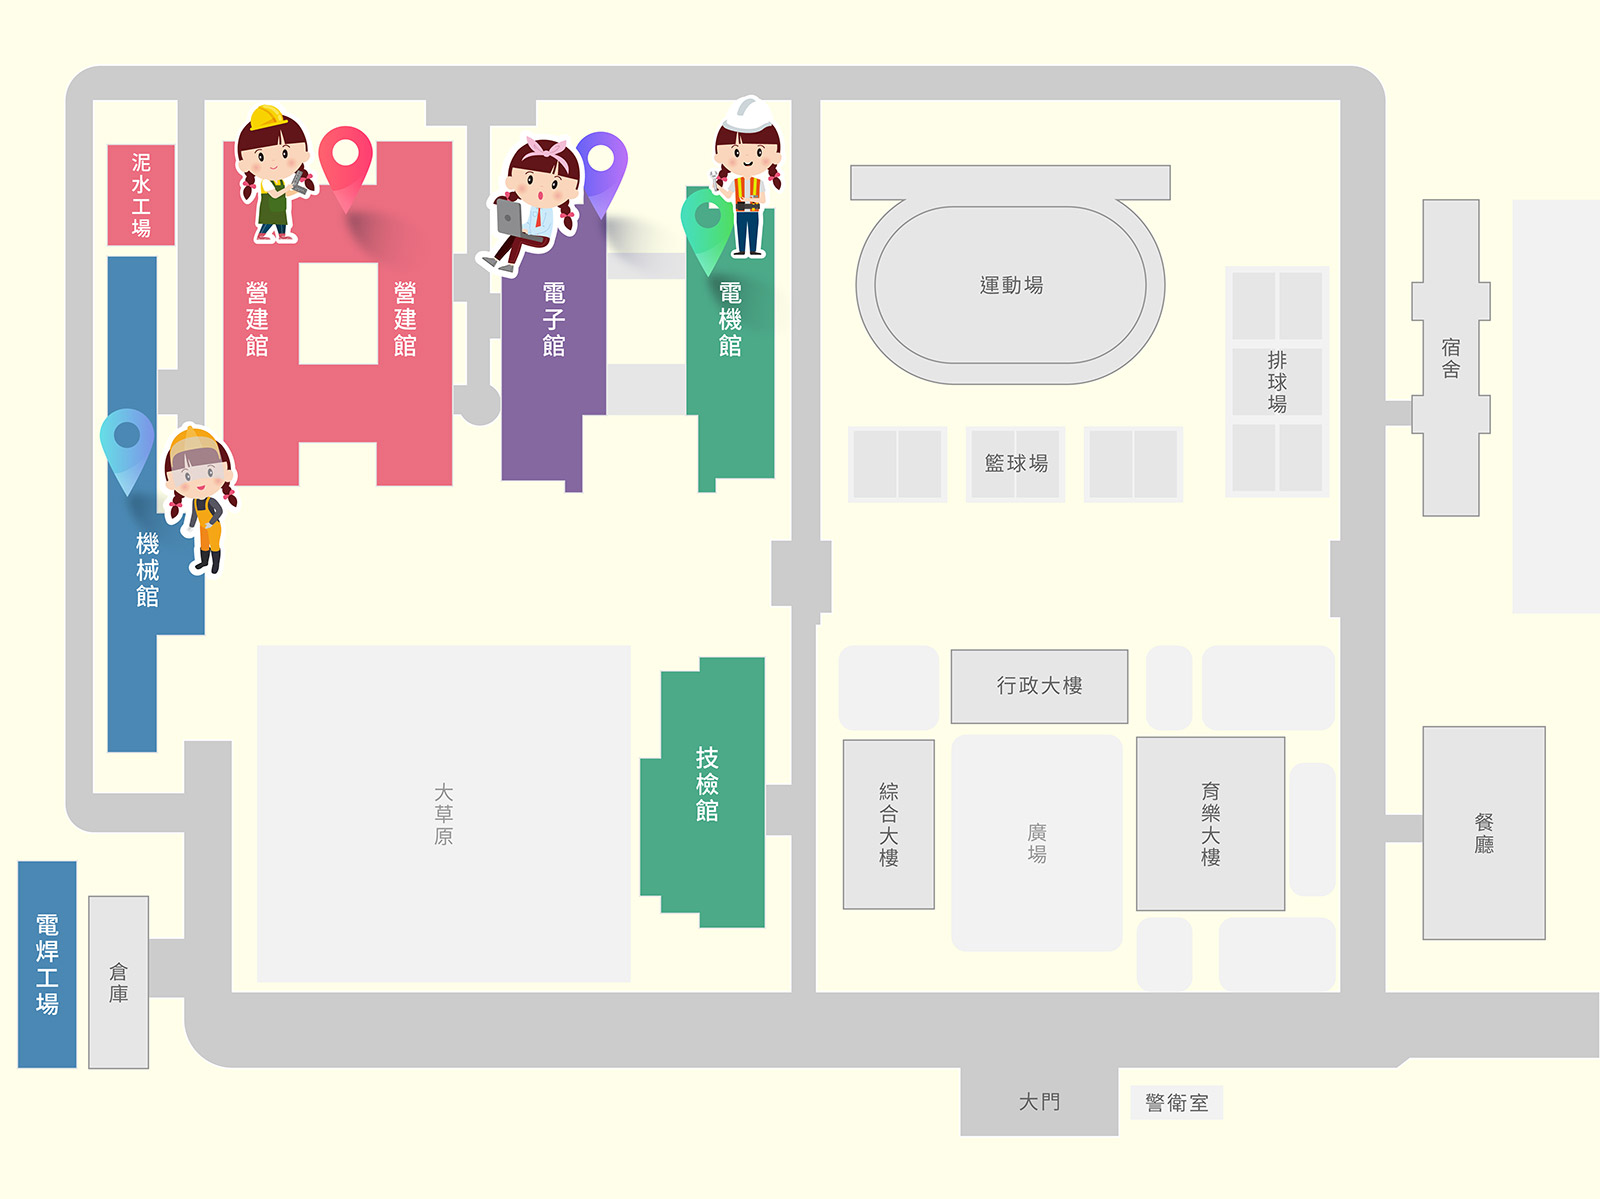 泥水工場
營建館
營建館
電子館
電機館
運動場
排球場
宿舍
籃球場
機械館
行政大樓
技檢館
大草原
綜合大樓
廣場
育樂大樓
餐廳
電焊工場
倉庫
大門
警衛室